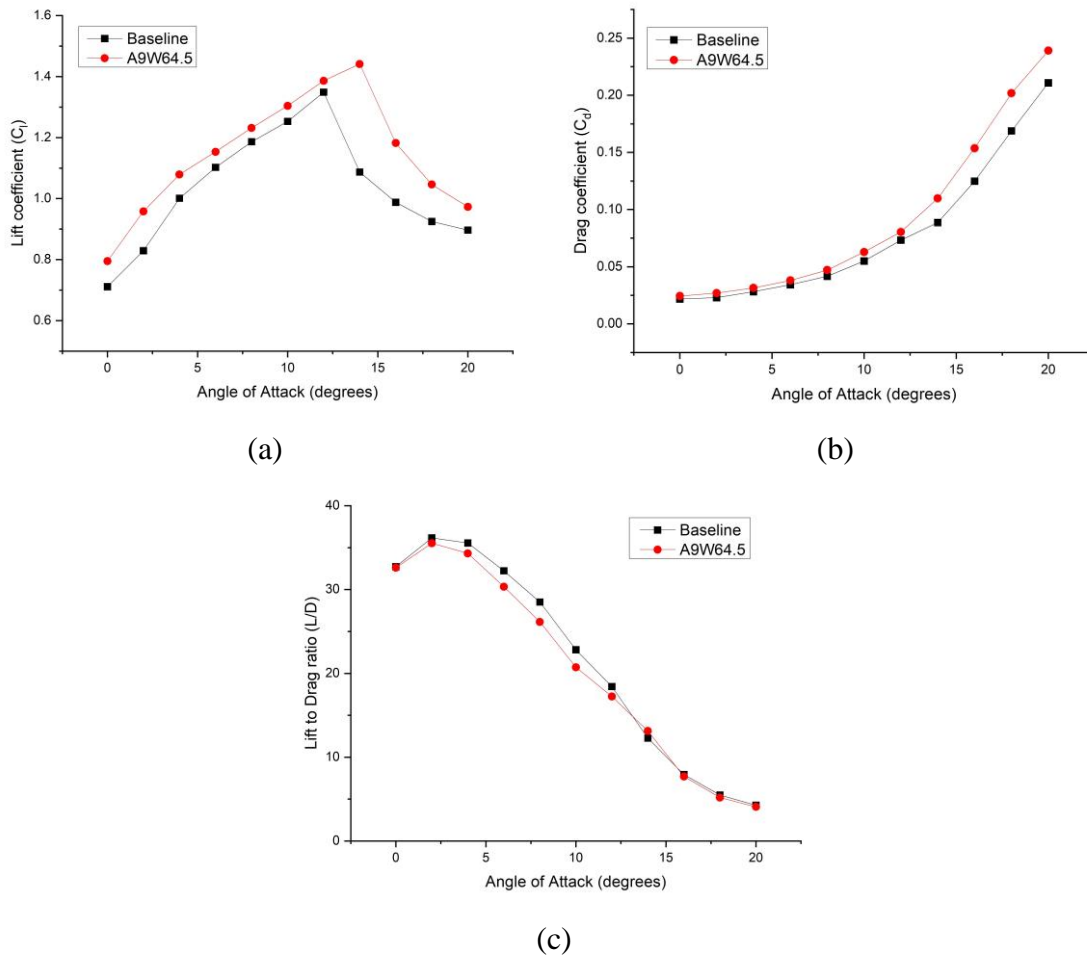 Baseline
A9W64.5
Lift coefficient (Cl)
1.6
1.4
1.2
1.0
0.8
0.6
0 5 10 15 20
Angle of Attack (degrees)
(a)
Baseline
A9W64.5
Drag coefficient (Cd)
0.25
0.20
0.15
0.10
0.05
0.00
0 5 10 15 20
Angle of Attack (degrees)
(b)
Baseline
A9W64.5
Lift to Drag ratio (L/D)
40
30
20
10
0
0 5 10 15 20
Angle of Attack (degrees)
(c)